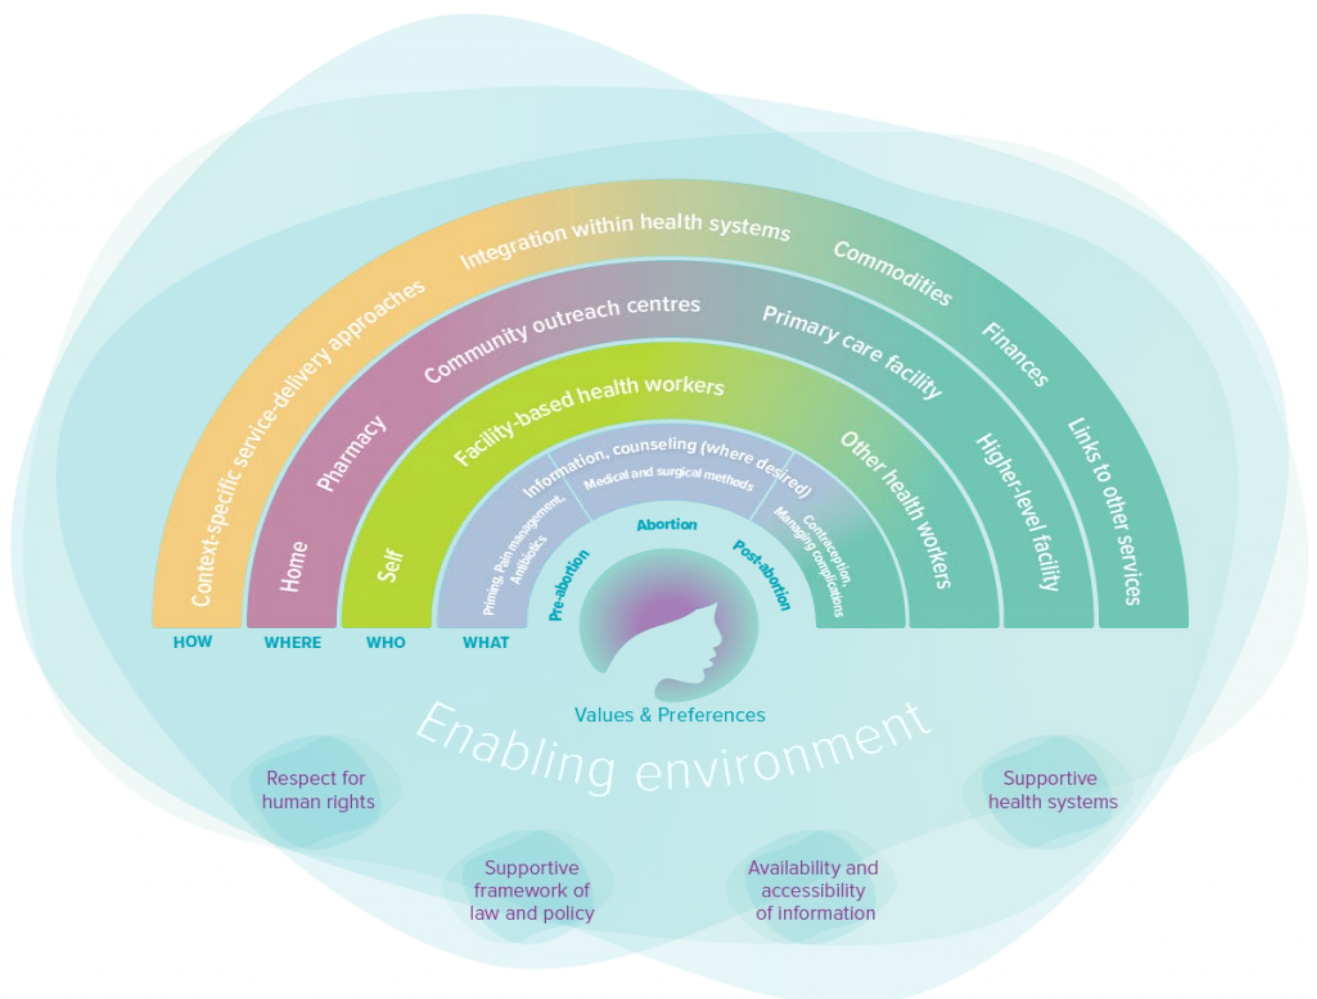 Context-specific service-delivery approaches
Integration within health systems
Commodities
Finances
Links to other services
Home
Pharmacy
Community outreach centres
Primary care facility
Higher-level facility
Self
Facility-based health workers
Other health workers
Information, counseling (where desired)
Priming, Pain management,
Antibiotics
Medical and surgical methods
Contraception,
Managing complications
Pre-abortion
Abortion
Post-abortion
HOW
WHERE
WHO
WHAT
Values & Preferences
Enabling environment
Respect for
human rights
Supportive
framework of
law and policy
Availability and
accessibility
of information
Supportive
health systems